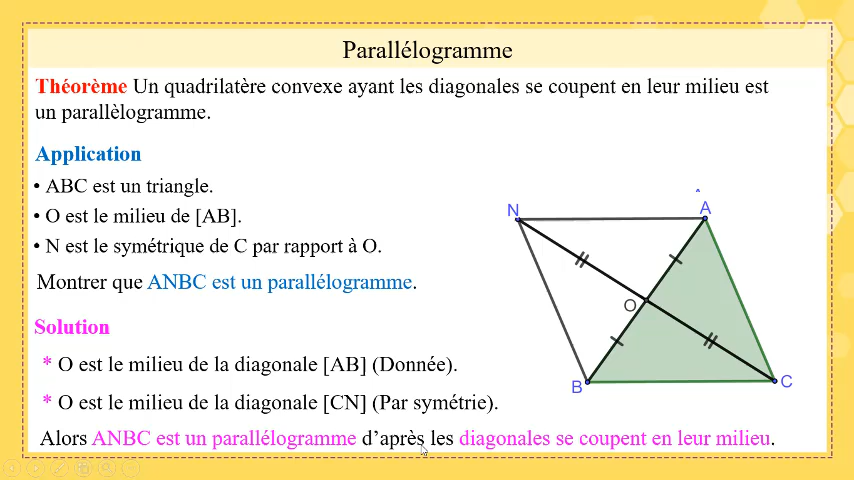 Parallélogramme
Théorème Un quadrilatère convexe ayant les diagonales se coupent en leur milieu est
un parallèlogramme.
Application
• ABC est un triangle.
• O est le milieu de [AB].
• N est le symétrique de C par rapport à O.
Montrer que ANBC est un parallélogramme.
Solution
* O est le milieu de la diagonale [AB] (Donnée).
* O est le milieu de la diagonale [CN] (Par symétrie).
Alors ANBC est un parallélogramme d’après les diagonales se coupent en leur milieu.
N
A
O
B
C